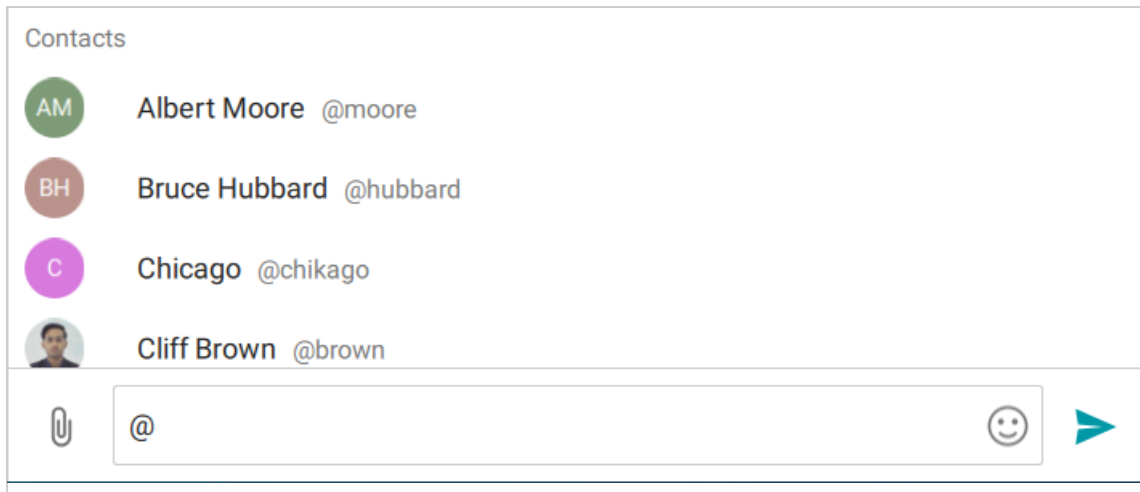 Contacts
AM Albert Moore @moore
BH Bruce Hubbard @hubbard
C Chicago @chikago
Cliff Brown @brown
@